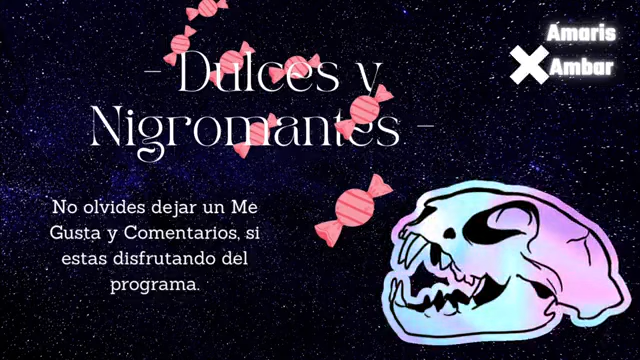 - Dulces y
Nigromantes -
Amaris
Ambar
No olvides dejar un Me
Gusta y Comentarios, si
estas disfrutando del
programa.